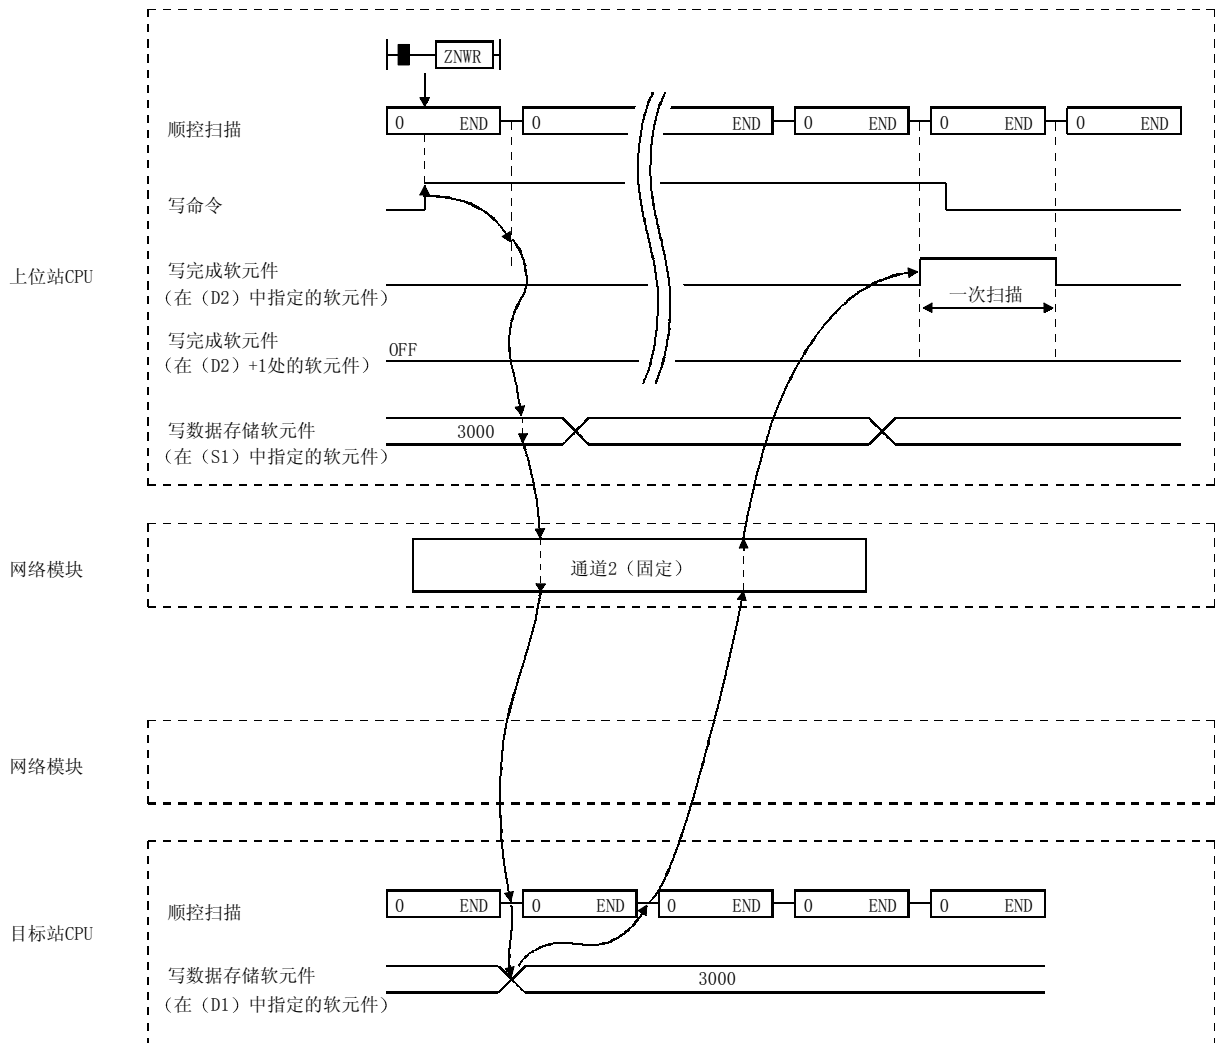 ZNWR
顺控扫描 0 END 0 END 0 END 0 END 0 END
写命令
上位站CPU
写完成软元件
（在（D2）中指定的软元件）
一次扫描
写完成软元件
（在（D2）+1处的软元件）
OFF
写数据存储软元件
（在（S1）中指定的软元件）
3000
网络模块
通道2（固定）
网络模块
目标站CPU
顺控扫描 0 END 0 END 0 END 0 END 0 END
写数据存储软元件
（在（D1）中指定的软元件）
3000